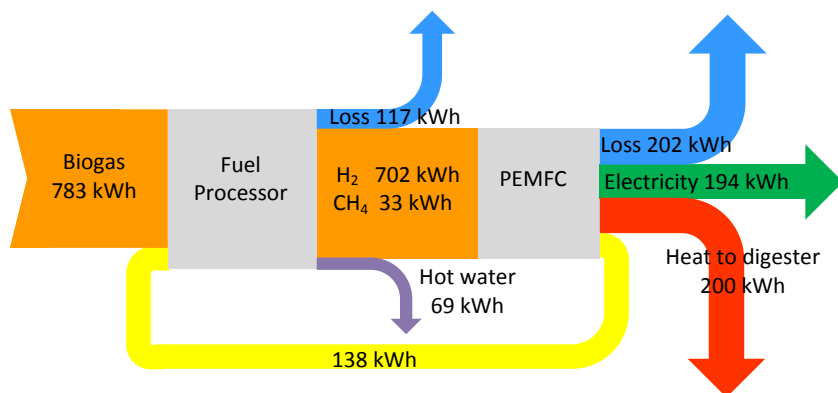 Loss 117 kWh
Loss 202 kWh
Biogas
783 kWh
Fuel
Processor
H₂ 702 kWh
CH₄ 33 kWh
PEMFC
Electricity 194 kWh
Hot water
69 kWh
Heat to digester
200 kWh
138 kWh